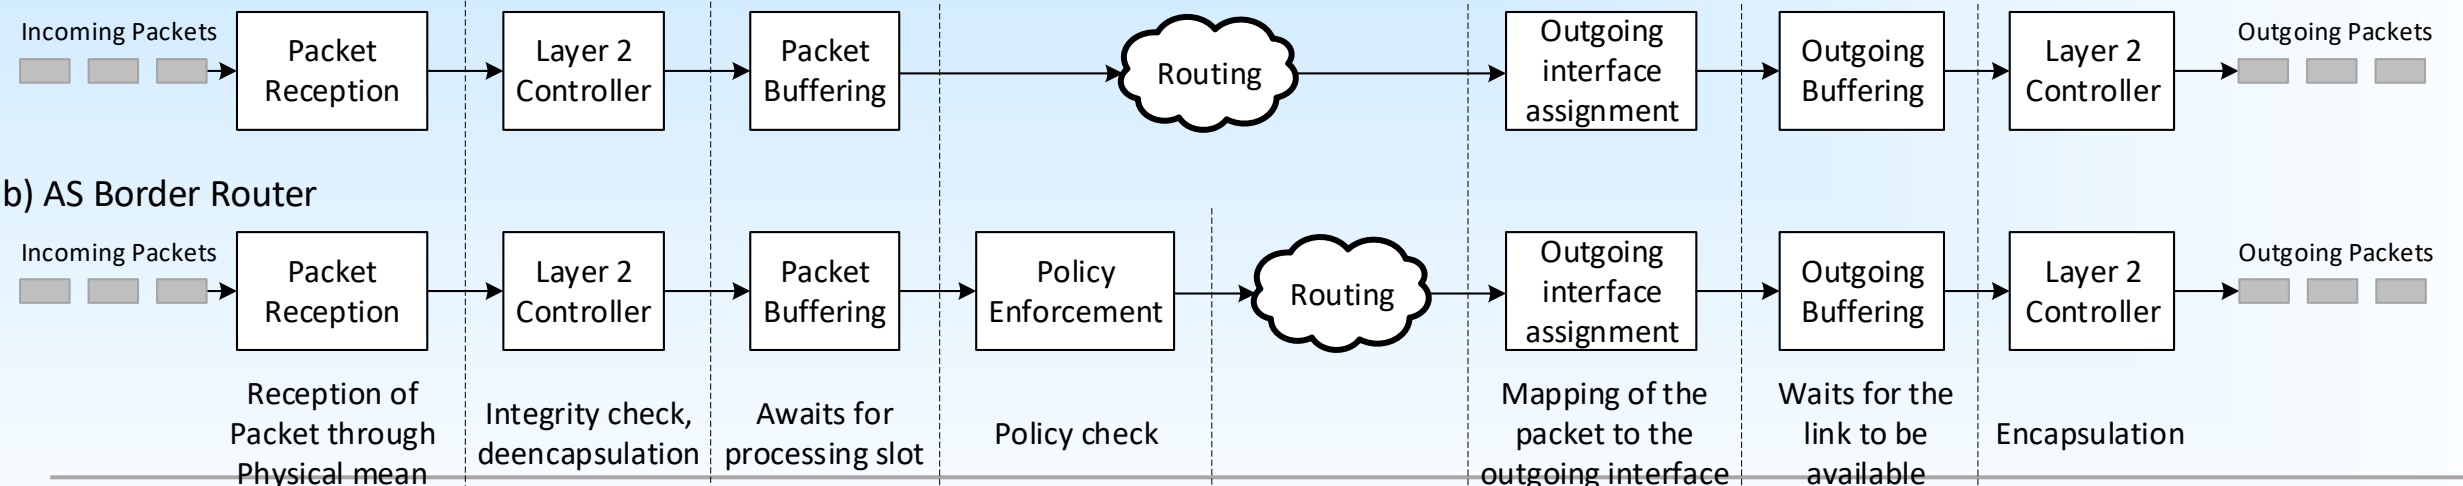 Incoming Packets
Packet
Reception
Layer 2
Controller
Packet
Buffering
Routing
Outgoing
interface
assignment
Outgoing
Buffering
Layer 2
Controller
Outgoing Packets
b) AS Border Router
Incoming Packets
Packet
Reception
Layer 2
Controller
Packet
Buffering
Policy
Enforcement
Routing
Outgoing
interface
assignment
Outgoing
Buffering
Layer 2
Controller
Outgoing Packets
Reception of
Packet through
Physical mean
Integrity check,
deencapsulation
Awaits for
processing slot
Policy check
Mapping of the
packet to the
outgoing interface
Waits for the
link to be
available
Encapsulation